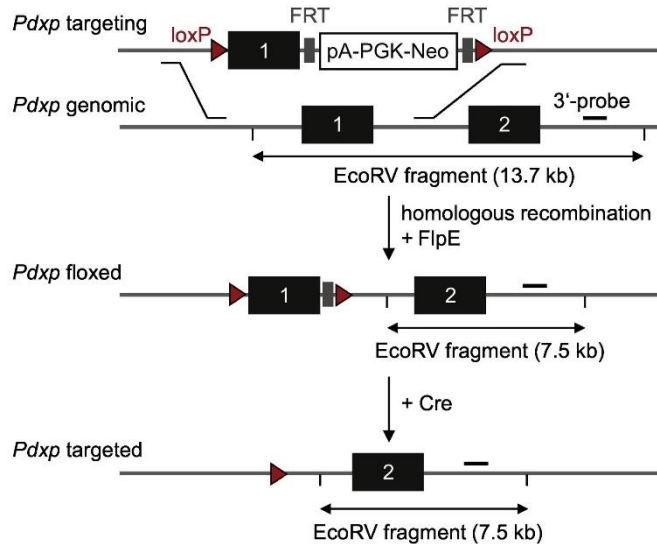 FRT FRT
Pdxp targeting loxP loxP
1 pA-PGK-Neo
Pdxp genomic 3‘-probe
1 2
EcoRV fragment (13.7 kb)
homologous recombination
+ FlpE
Pdxp floxed
1 2
EcoRV fragment (7.5 kb)
+ Cre
Pdxp targeted
2
EcoRV fragment (7.5 kb)